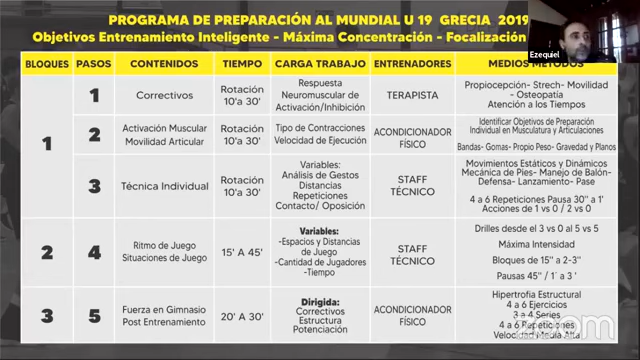 PROGRAMA DE PREPARACIÓN AL MUNDIAL U 19 GRECIA 2019
Objetivos Entrenamiento Inteligente - Máxima Concentración - Focalización
Ezequiel
BLOQUES PASOS CONTENIDOS TIEMPO CARGA TRABAJO ENTRENADORES MEDIOS METODOS
1
1
Correctivos
Rotación
10'a 30'
Respuesta
Neuromuscular de
Activación/Inhibición
TERAPISTA
Propiocepción- Strech- Movilidad
- Osteopatía
Atención a los Tiempos
2
Activación Muscular
Movilidad Articular
Rotación
10'a 30'
Tipo de Contracciones
Velocidad de Ejecución
ACONDICIONADOR
FÍSICO
Identificar Objetivos de Preparación
Individual en Musculatura y Articulaciones
Bandas- Gomas- Propio Peso- Gravedad y Planos
3
Técnica Individual
Rotación
10'a 30'
Variables:
Análisis de Gestos
Distancias
Repeticiones
Contacto/ Oposición
STAFF
TÉCNICO
Movimientos Estáticos y Dinámicos
Mecánica de Pies- Manejo de Balón-
Defensa- Lanzamiento- Pase
4 a 6 Repeticiones Pausa 30" a 1'
Acciones de 1 vs 0 / 2 vs 0
2
4
Ritmo de Juego
Situaciones de Juego
15' A 45'
Variables:
-Espacios y Distancias
de Juego
-Cantidad de Jugadores
-Tiempo
STAFF
TÉCNICO
Drilles desde el 3 vs 0 al 5 vs 5
Máxima Intensidad
Bloques de 15" a 2-3"
Pausas 45" / 1´ a 3 '
3
5
Fuerza en Gimnasio
Post Entrenamiento
20' A 30'
Dirigida:
Correctivos
Estructura
Potenciación
ACONDICIONADOR
FÍSICO
Hipertrofia Estructural
4 a 6 Ejercicios
3 a 4 Series
4 a 6 Repeticiones
Velocidad Media Alta
zoom